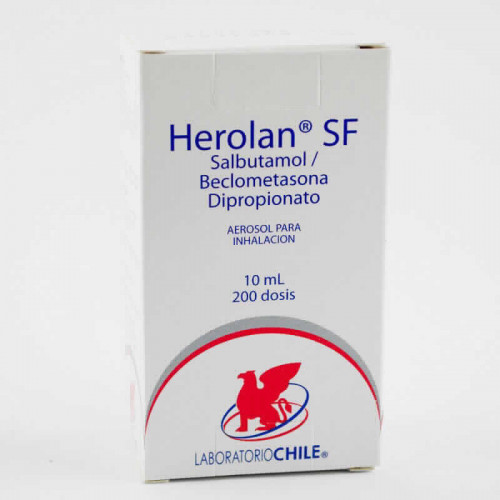 Herolan® SF
Salbutamol /
Beclometasona
Dipropionato
AEROSOL PARA
INHALACION
10 mL
200 dosis
LABORATORIOCHILE®